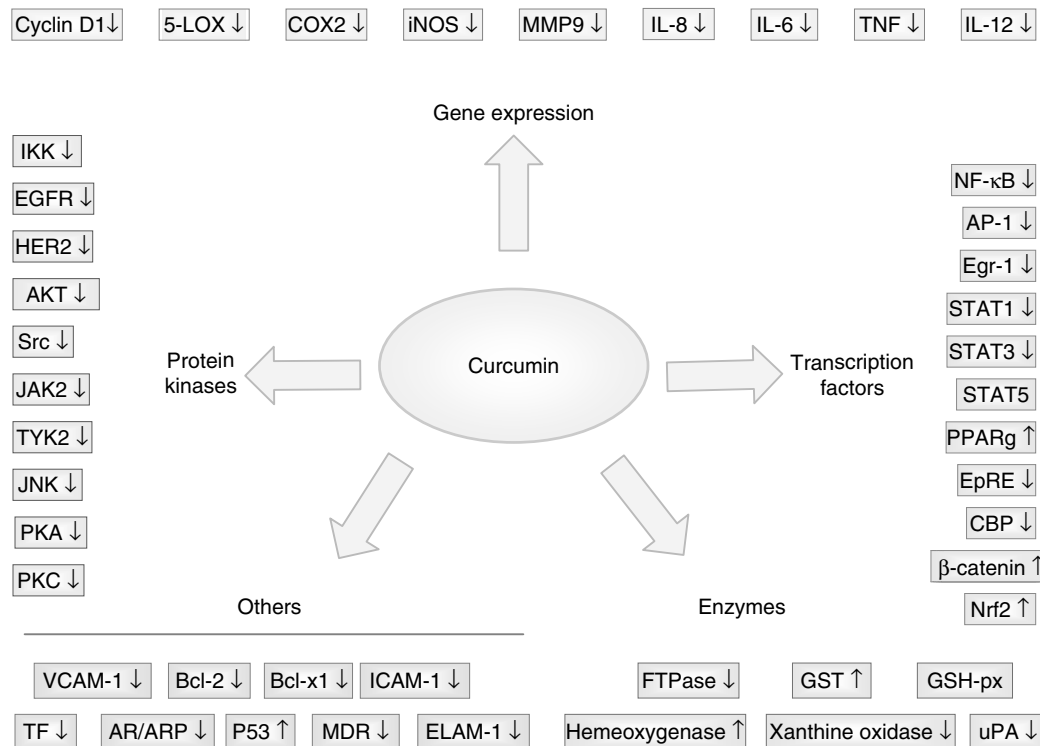 Cyclin D1↓ 5-LOX ↓ COX2 ↓ iNOS ↓ MMP9 ↓ IL-8 ↓ IL-6 ↓ TNF ↓ IL-12 ↓
Gene expression
IKK ↓
EGFR ↓
HER2 ↓
AKT ↓
Src ↓
JAK2 ↓
TYK2 ↓
JNK ↓
PKA ↓
PKC ↓
Protein
kinases
Curcumin
Transcription
factors
NF-κB ↓
AP-1 ↓
Egr-1 ↓
STAT1 ↓
STAT3 ↓
STAT5
PPARg ↑
EpRE ↓
CBP ↓
β-catenin ↑
Nrf2 ↑
Others
VCAM-1 ↓ Bcl-2 ↓ Bcl-x1 ↓ ICAM-1 ↓
TF ↓ AR/ARP ↓ P53 ↑ MDR ↓ ELAM-1 ↓
Enzymes
FTPase ↓ GST ↑ GSH-px
Hemeoxygenase ↑ Xanthine oxidase ↓ uPA ↓